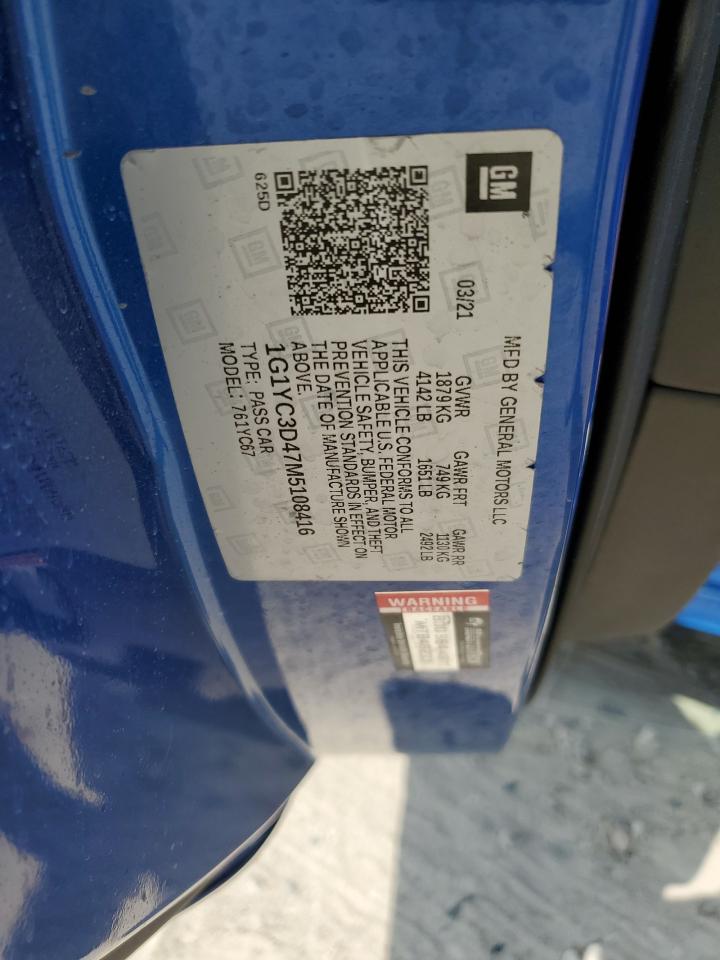 GM
MFD BY GENERAL MOTORS LLC
03/21
GVWR GAWR FRT GAWR RR
1879 KG 749 KG 1130 KG
4142 LB 1651 LB 2492 LB
THIS VEHICLE CONFORMS TO ALL
APPLICABLE U.S. FEDERAL MOTOR
VEHICLE SAFETY, BUMPER, AND THEFT
PREVENTION STANDARDS IN EFFECT ON
THE DATE OF MANUFACTURE SHOWN
ABOVE.
1G1YC3D47M5108416
TYPE: PASS CAR
MODEL: 761YC67
625D
WARNING
TRACEABLE